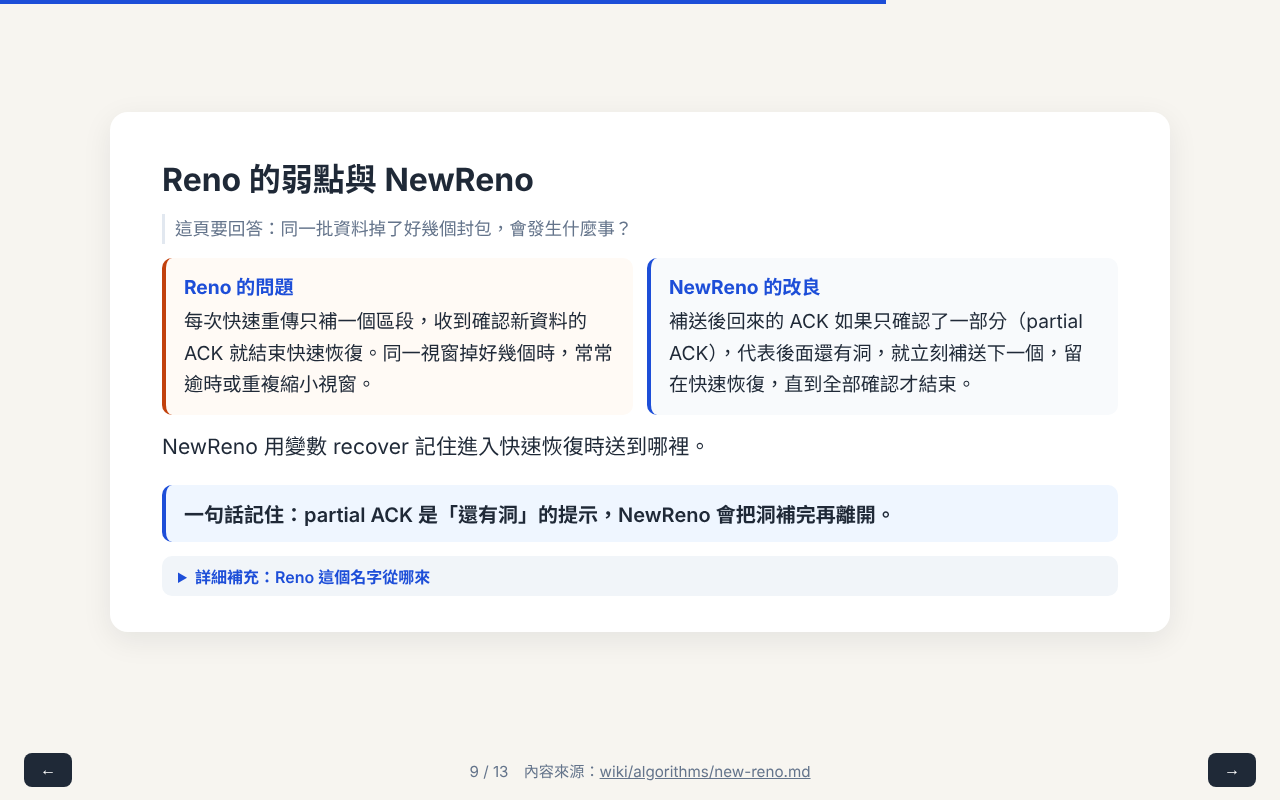 Reno 的弱點與 NewReno
這頁要回答：同一批資料掉了好幾個封包，會發生什麼事？
Reno 的問題
每次快速重傳只補一個區段，收到確認新資料的
ACK 就結束快速恢復。同一視窗掉好幾個時，常常
逾時或重複縮小視窗。
NewReno 的改良
補送後回來的 ACK 如果只確認了一部分（partial
ACK），代表後面還有洞，就立刻補送下一個，留
在快速恢復，直到全部確認才結束。
NewReno 用變數 recover 記住進入快速恢復時送到哪裡。
一句話記住：partial ACK 是「還有洞」的提示，NewReno 會把洞補完再離開。
▶ 詳細補充：Reno 這個名字從哪來
← 9 / 13 內容來源：wiki/algorithms/new-reno.md →